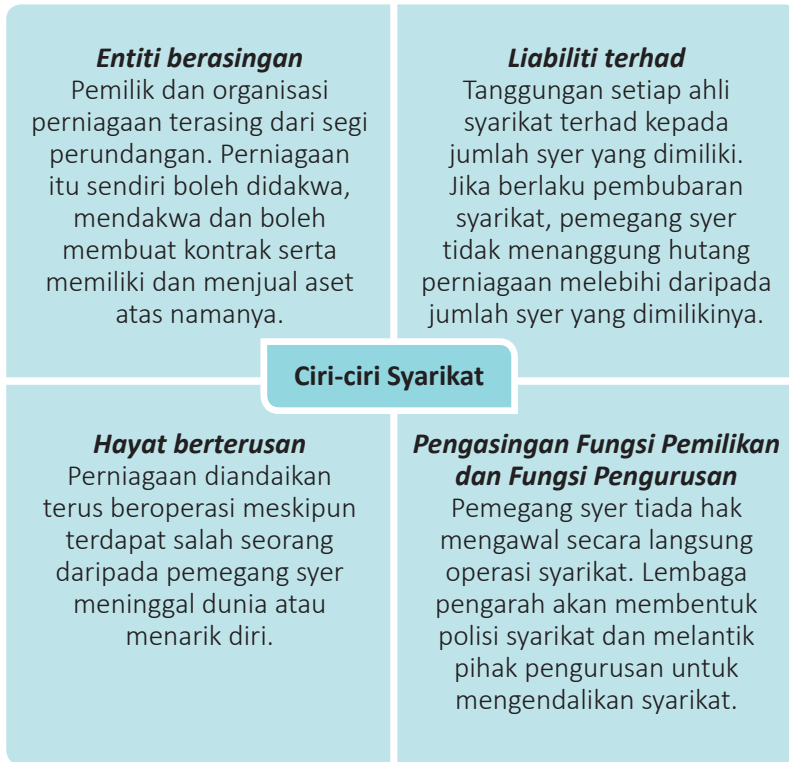 Entiti berasingan
Pemilik dan organisasi
perniagaan terasing dari segi
perundangan. Perniagaan
itu sendiri boleh didakwa,
mendakwa dan boleh
membuat kontrak serta
memiliki dan menjual aset
atas namanya.
Liabiliti terhad
Tanggungan setiap ahli
syarikat terhad kepada
jumlah syer yang dimiliki.
Jika berlaku pembubaran
syarikat, pemegang syer
tidak menanggung hutang
perniagaan melebihi daripada
jumlah syer yang dimilikinya.
Ciri-ciri Syarikat
Hayat berterusan
Perniagaan diandaikan
terus beroperasi meskipun
terdapat salah seorang
daripada pemegang syer
meninggal dunia atau
menarik diri.
Pengasingan Fungsi Pemilikan
dan Fungsi Pengurusan
Pemegang syer tiada hak
mengawal secara langsung
operasi syarikat. Lembaga
pengarah akan membentuk
polisi syarikat dan melantik
pihak pengurusan untuk
mengendalikan syarikat.